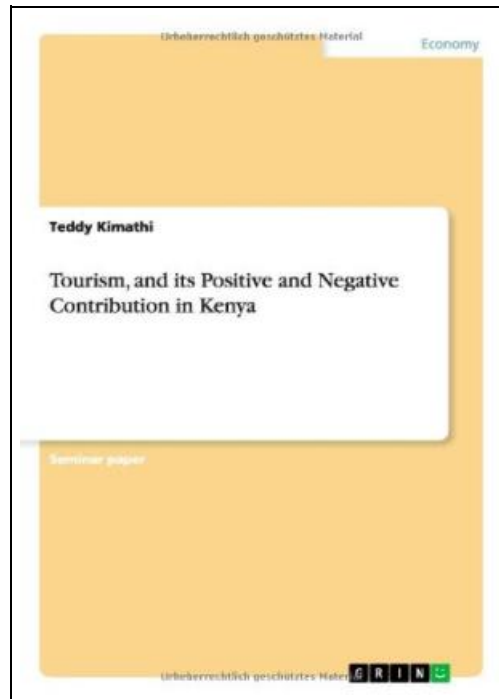 Urheberrechtlich geschütztes Material
Economy
Teddy Kimathi
Tourism, and its Positive and Negative
Contribution in Kenya
Seminar paper
Urheberrechtlich geschütztes Mater
G R I N